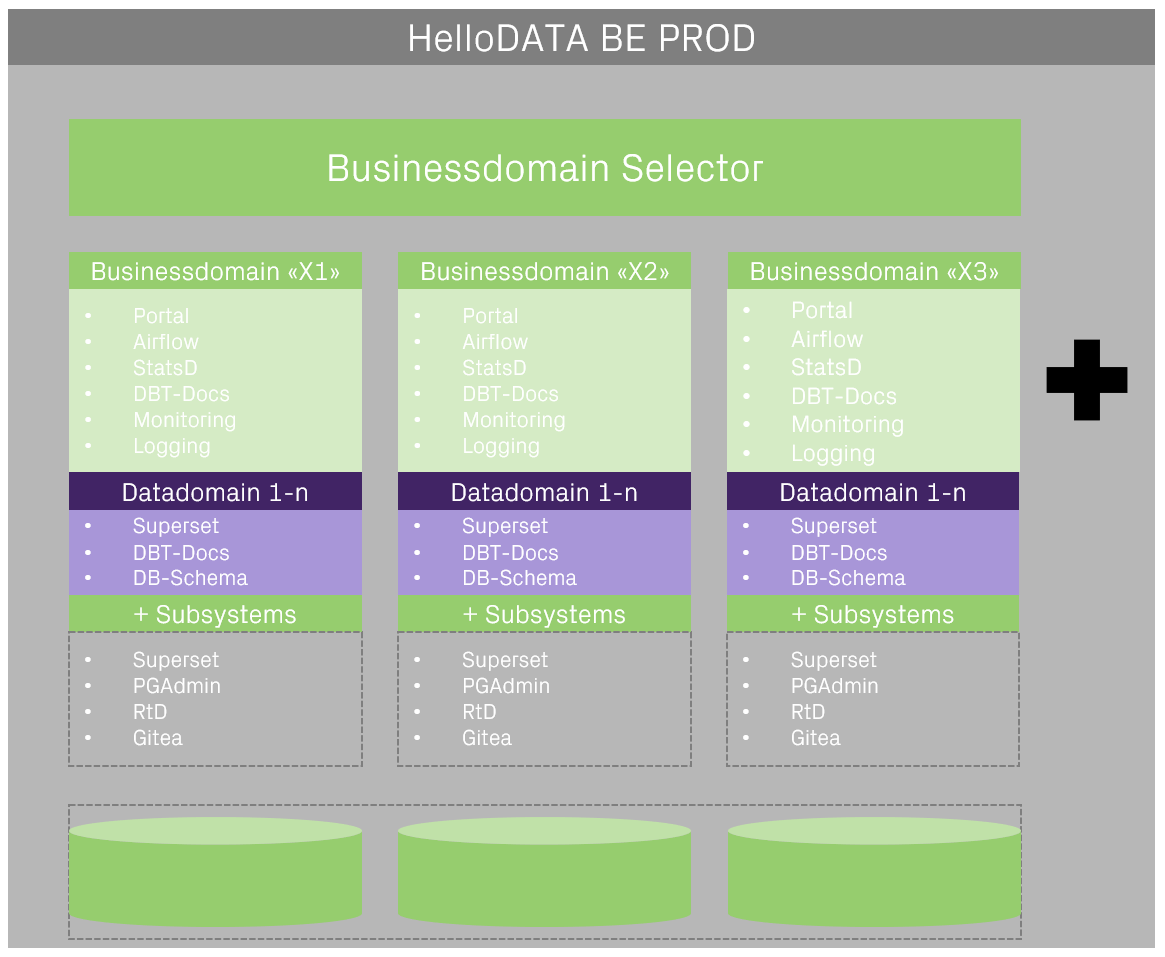 HelloDATA BE PROD
Businessdomain Selector
Businessdomain «X1»
• Portal
• Airflow
• StatsD
• DBT-Docs
• Monitoring
• Logging
Datadomain 1-n
• Superset
• DBT-Docs
• DB-Schema
+ Subsystems
• Superset
• PGAdmin
• RtD
• Gitea
Businessdomain «X2»
• Portal
• Airflow
• StatsD
• DBT-Docs
• Monitoring
• Logging
Datadomain 1-n
• Superset
• DBT-Docs
• DB-Schema
+ Subsystems
• Superset
• PGAdmin
• RtD
• Gitea
Businessdomain «X3»
• Portal
• Airflow
• StatsD
• DBT-Docs
• Monitoring
• Logging
Datadomain 1-n
• Superset
• DBT-Docs
• DB-Schema
+ Subsystems
• Superset
• PGAdmin
• RtD
• Gitea